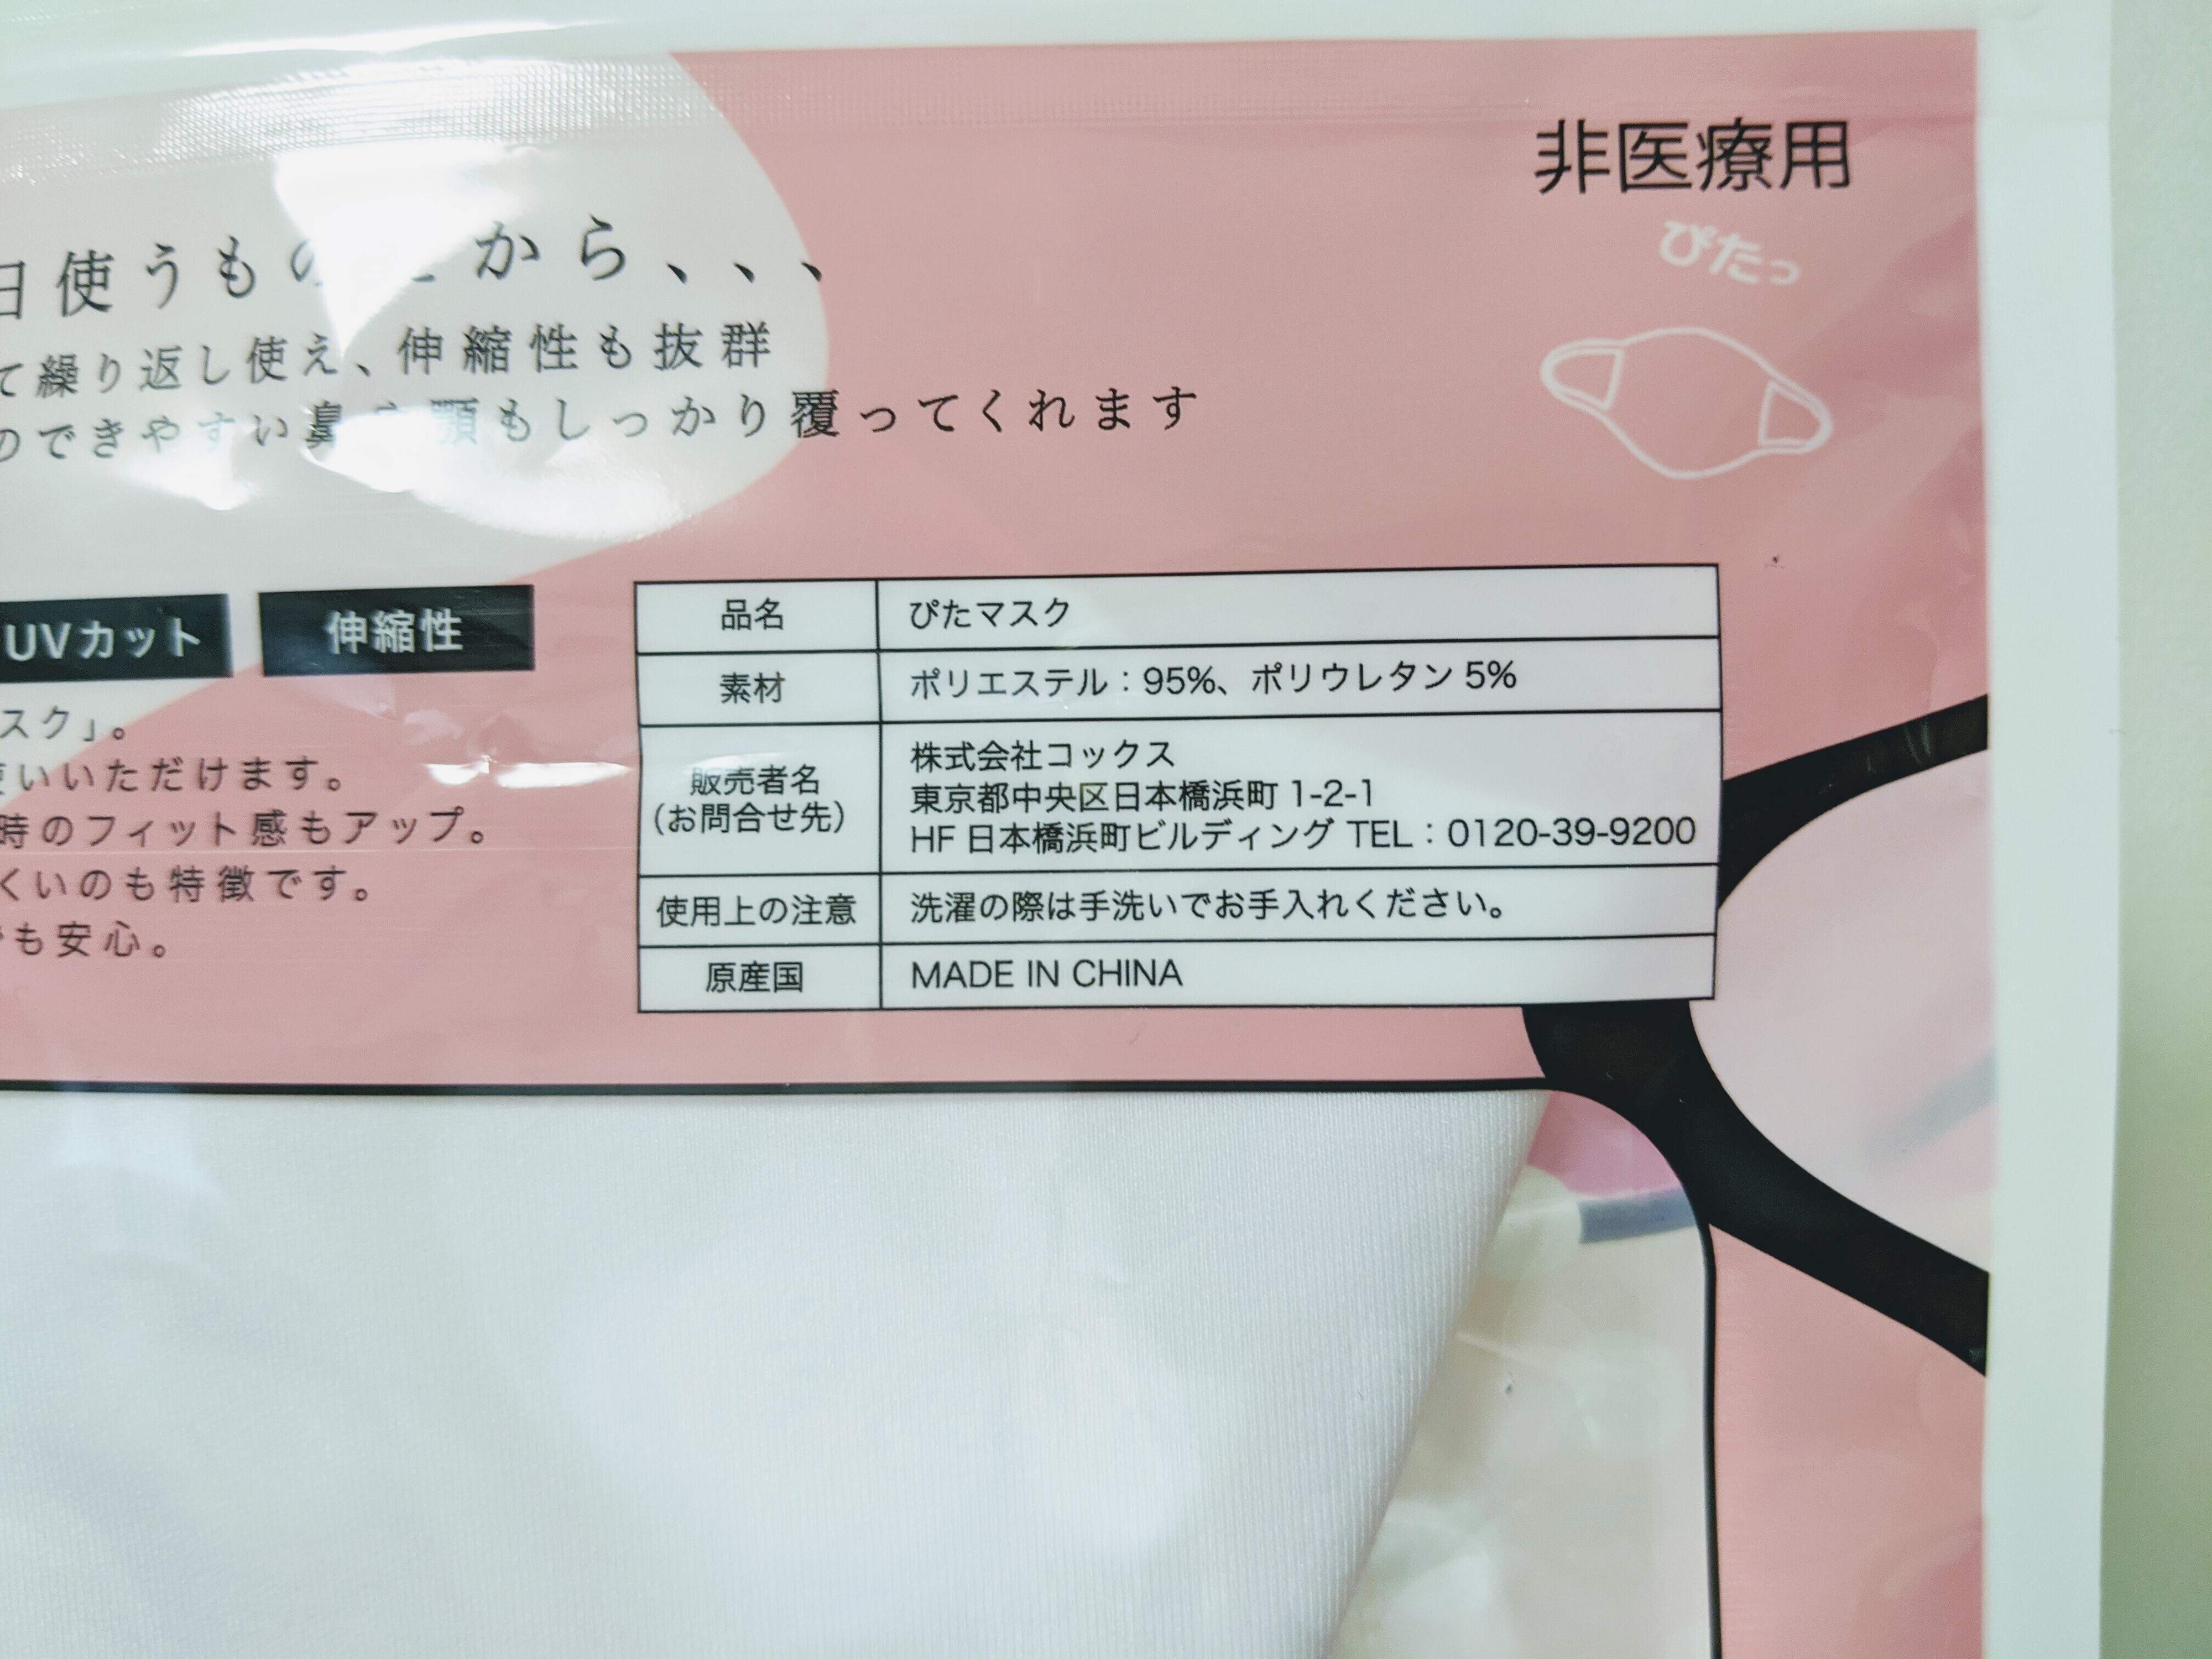 非医療用
ぴたっ
日使うもの から、、、
て繰り返し使え、伸縮性も抜群
のできやすい鼻や顎もしっかり覆ってくれます
UVカット
伸縮性
スク」。
使いいただけます。
時のフィット感もアップ。
くいのも特徴です。
も安心。
品名
ぴたマスク
素材
ポリエステル：95%、ポリウレタン 5%
販売者名
（お問合せ先）
株式会社コックス
東京都中央区日本橋浜町 1-2-1
HF 日本橋浜町ビルディング TEL：0120-39-9200
使用上の注意
洗濯の際は手洗いでお手入れください。
原産国
MADE IN CHINA